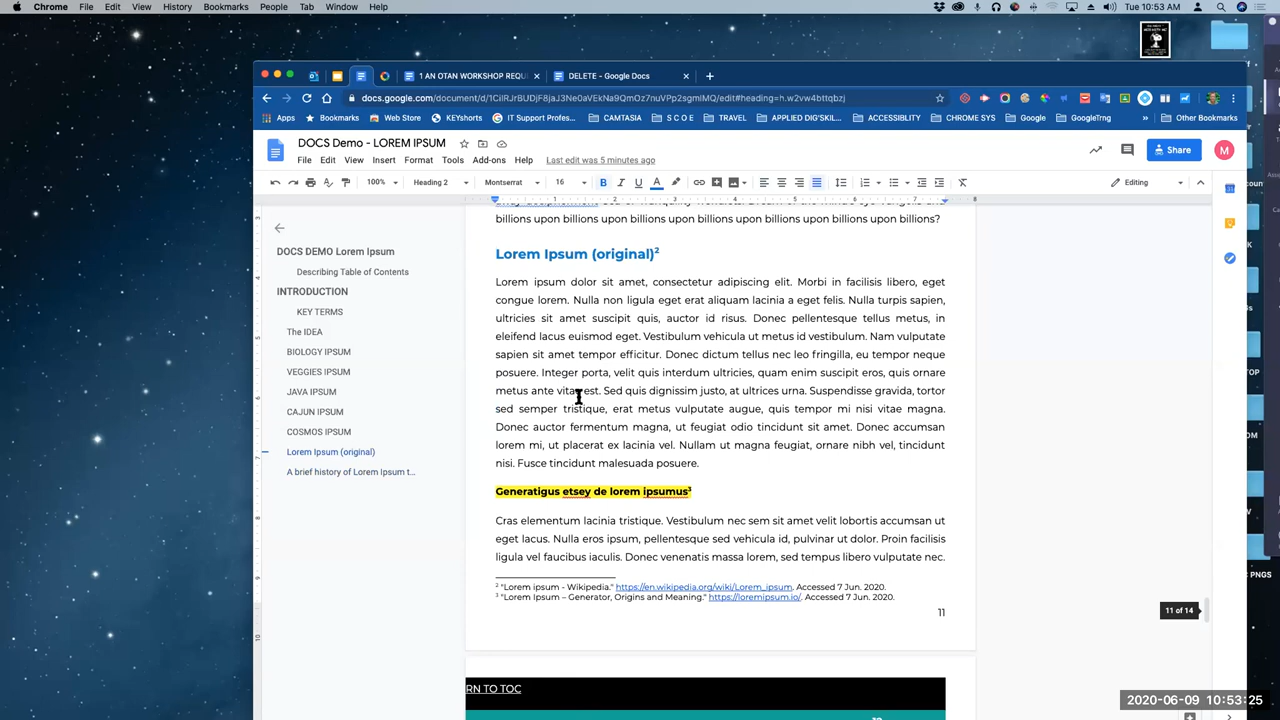 Chrome File Edit View History Bookmarks People Tab Window Help
Tue 10:53 AM
1 AN OTAN WORKSHOP REQU
DELETE - Google Docs
docs.google.com/document/d/1CilRJrBUDjF8jaJ3Ne0aVEkNa9QmOz7nuVPp2sgmlMQ/edit#heading=h.w2vw4bttqbzj
Apps Bookmarks Web Store KEYshorts IT Support Profes... CAMTASIA S C O E TRAVEL APPLIED DIG'SKIL... ACCESSIBLITY CHROME SYS Google GoogleTrng » Other Bookmarks
DOCS Demo - LOREM IPSUM
Share
M
File Edit View Insert Format Tools Add-ons Help Last edit was 5 minutes ago
100% Heading 2 Montserrat 16 B I U A Editing
DOCS DEMO Lorem Ipsum
Describing Table of Contents
INTRODUCTION
KEY TERMS
The IDEA
BIOLOGY IPSUM
VEGGIES IPSUM
JAVA IPSUM
CAJUN IPSUM
COSMOS IPSUM
Lorem Ipsum (original)
A brief history of Lorem Ipsum t...
billions upon billions upon billions upon billions upon billions upon billions upon billions?
Lorem Ipsum (original)²
Lorem ipsum dolor sit amet, consectetur adipiscing elit. Morbi in facilisis libero, eget
congue lorem. Nulla non ligula eget erat aliquam lacinia a eget felis. Nulla turpis sapien,
ultricies sit amet suscipit quis, auctor id risus. Donec pellentesque tellus metus, in
eleifend lacus euismod eget. Vestibulum vehicula ut metus id vestibulum. Nam vulputate
sapien sit amet tempor efficitur. Donec dictum tellus nec leo fringilla, eu tempor neque
posuere. Integer porta, velit quis interdum ultricies, quam enim suscipit eros, quis ornare
metus ante vitae est. Sed quis dignissim justo, at ultrices urna. Suspendisse gravida, tortor
sed semper tristique, erat metus vulputate augue, quis tempor mi nisi vitae magna.
Donec auctor fermentum magna, ut feugiat odio tincidunt sit amet. Donec accumsan
lorem mi, ut placerat ex lacinia vel. Nullam ut magna feugiat, ornare nibh vel, tincidunt
nisi. Fusce tincidunt malesuada posuere.
Generatigus etsey de lorem ipsumus³
Cras elementum lacinia tristique. Vestibulum nec sem sit amet velit lobortis accumsan ut
eget lacus. Nulla eros ipsum, pellentesque sed vehicula id, pulvinar ut dolor. Proin facilisis
ligula vel faucibus iaculis. Donec venenatis massa lorem, sed tempus libero vulputate nec.
² "Lorem ipsum - Wikipedia." https://en.wikipedia.org/wiki/Lorem_ipsum. Accessed 7 Jun. 2020.
³ "Lorem Ipsum – Generator, Origins and Meaning." https://loremipsum.io/. Accessed 7 Jun. 2020.
11
11 of 14
RN TO TOC
PNGS
2020-06-09 10:53:25